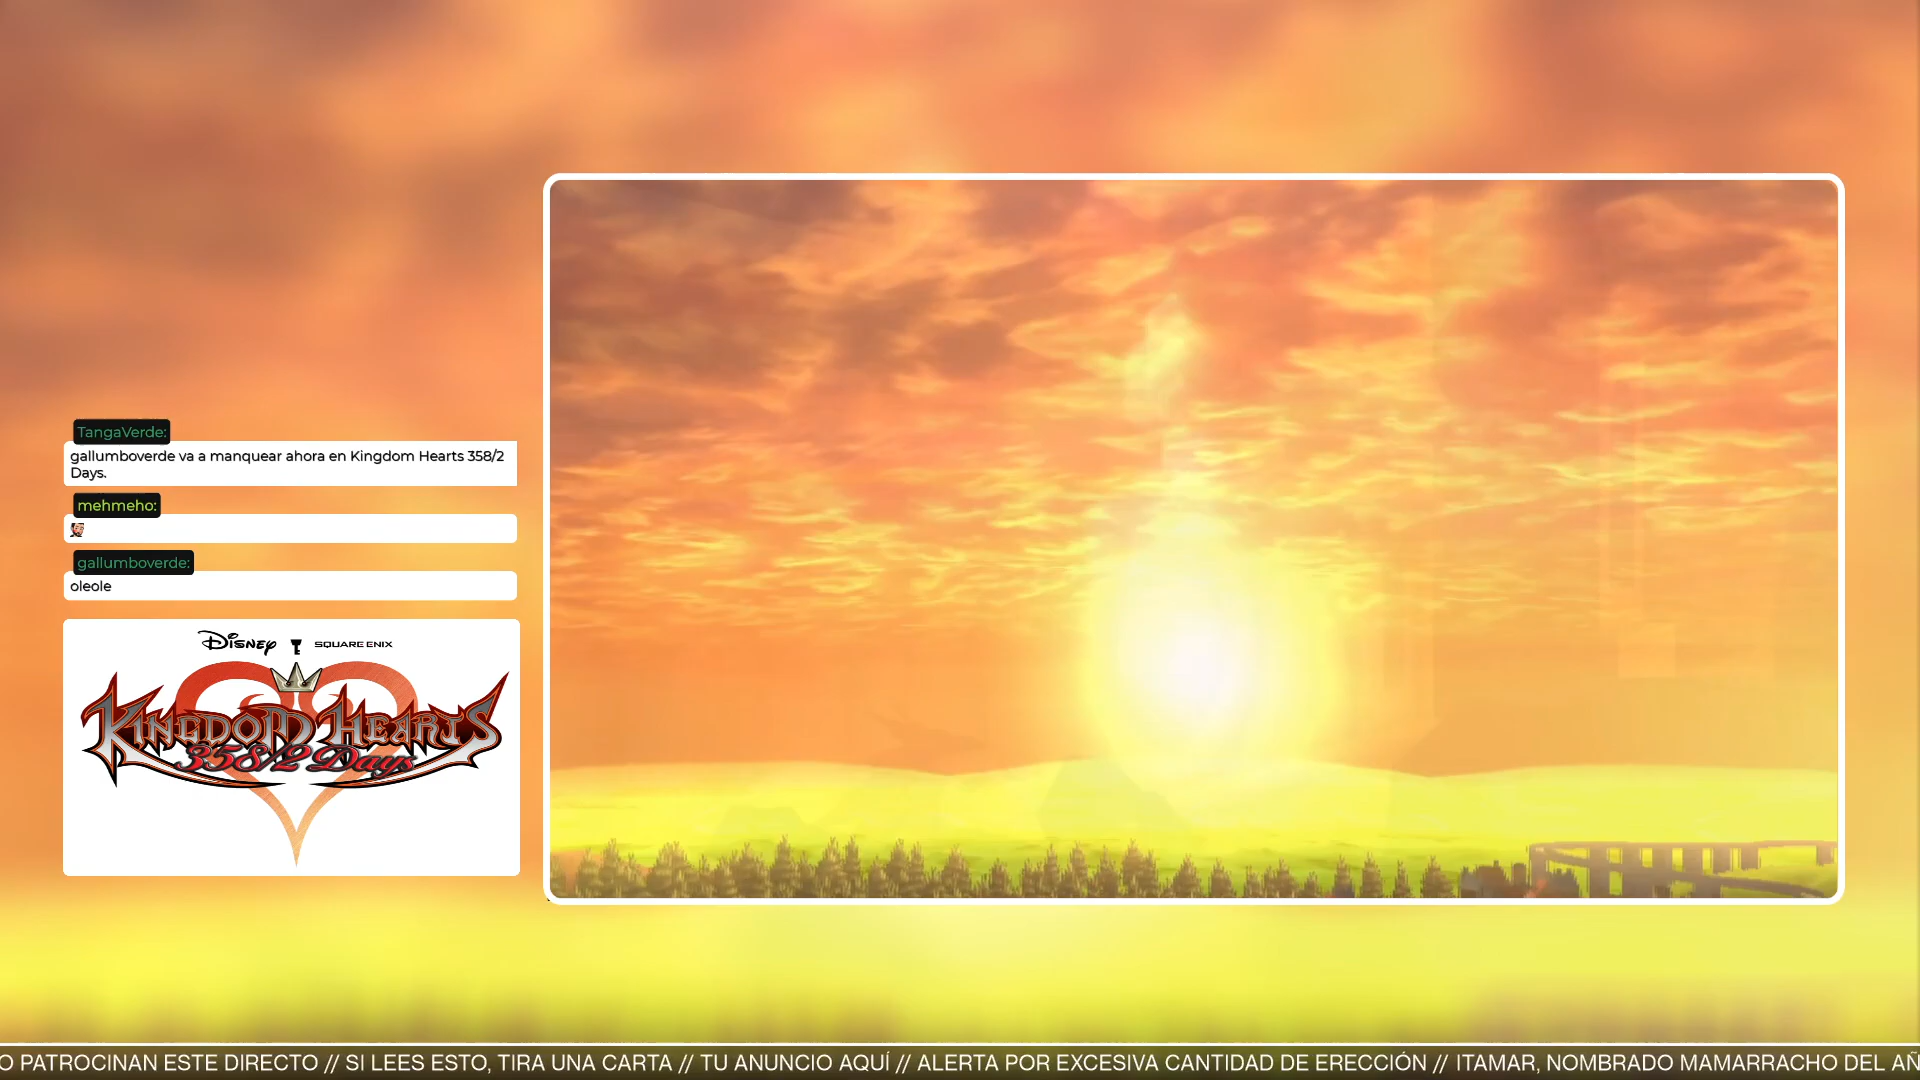 TangaVerde:
gallumboverde va a manquear ahora en Kingdom Hearts 358/2
Days.
mehmeho:
gallumboverde:
oleole
Disney SQUARE ENIX
KINGDOM HEARTS
358/2 Days
O PATROCINAN ESTE DIRECTO // SI LEES ESTO, TIRA UNA CARTA // TU ANUNCIO AQUÍ // ALERTA POR EXCESIVA CANTIDAD DE ERECCIÓN // ITAMAR, NOMBRADO MAMARRACHO DEL AÑ